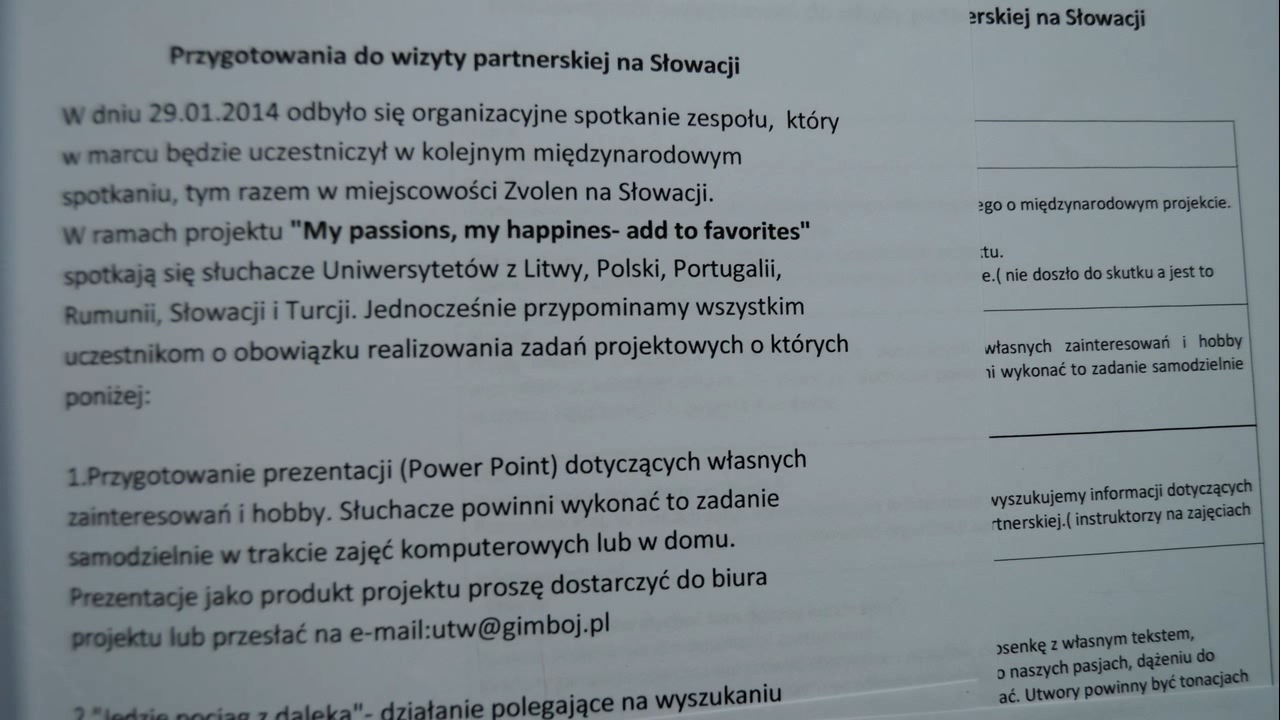 Przygotowania do wizyty partnerskiej na Słowacji
W dniu 29.01.2014 odbyło się organizacyjne spotkanie zespołu, który
w marcu będzie uczestniczył w kolejnym międzynarodowym
spotkaniu, tym razem w miejscowości Zvolen na Słowacji.
W ramach projektu "My passions, my happines- add to favorites"
spotkają się słuchacze Uniwersytetów z Litwy, Polski, Portugalii,
Rumunii, Słowacji i Turcji. Jednocześnie przypominamy wszystkim
uczestnikom o obowiązku realizowania zadań projektowych o których
poniżej:
1.Przygotowanie prezentacji (Power Point) dotyczących własnych
zainteresowań i hobby. Słuchacze powinni wykonać to zadanie
samodzielnie w trakcie zajęć komputerowych lub w domu.
Prezentacje jako produkt projektu proszę dostarczyć do biura
projektu lub przesłać na e-mail:utw@gimboj.pl
2."Jedzie pociąg z daleka"- działanie polegające na wyszukaniu
erskiej na Słowacji
ego o międzynarodowym projekcie.
tu.
e.( nie doszło do skutku a jest to
własnych zainteresowań i hobby
ni wykonać to zadanie samodzielnie
wyszukujemy informacji dotyczących
rtnerskiej.( instruktorzy na zajęciach
osenkę z własnym tekstem,
o naszych pasjach, dążeniu do
ać. Utwory powinny być tonacjach